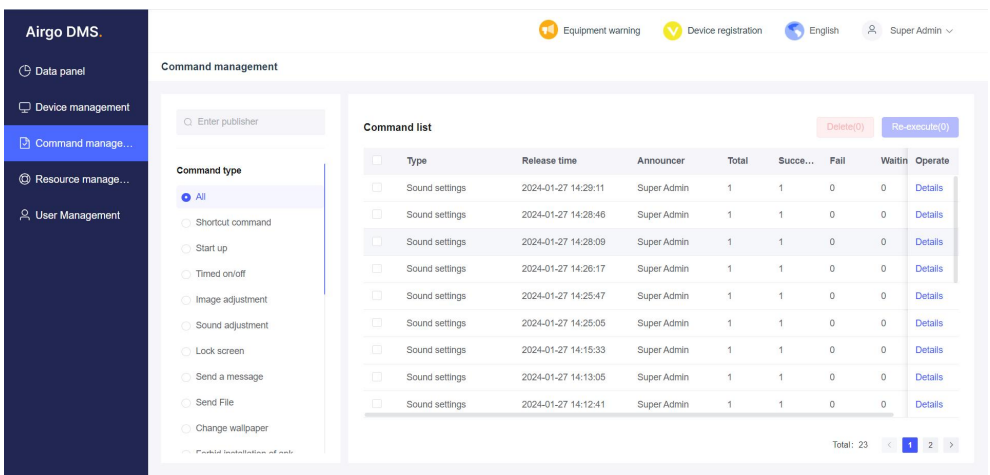 Airgo DMS.
Equipment warning
Device registration
English
Super Admin
Data panel
Device management
Command manage...
Resource manage...
User Management
Command management
Enter publisher
Command type
All
Shortcut command
Start up
Timed on/off
Image adjustment
Sound adjustment
Lock screen
Send a message
Send File
Change wallpaper
Command list
Delete(0) Re-execute(0)
Type Release time Announcer Total Succe... Fail Waitin Operate
Sound settings 2024-01-27 14:29:11 Super Admin 1 1 0 0 Details
Sound settings 2024-01-27 14:28:46 Super Admin 1 1 0 0 Details
Sound settings 2024-01-27 14:28:09 Super Admin 1 1 0 0 Details
Sound settings 2024-01-27 14:26:17 Super Admin 1 1 0 0 Details
Sound settings 2024-01-27 14:25:47 Super Admin 1 1 0 0 Details
Sound settings 2024-01-27 14:25:05 Super Admin 1 1 0 0 Details
Sound settings 2024-01-27 14:15:33 Super Admin 1 1 0 0 Details
Sound settings 2024-01-27 14:13:05 Super Admin 1 1 0 0 Details
Sound settings 2024-01-27 14:12:41 Super Admin 1 1 0 0 Details
Total: 23 < 1 2 >